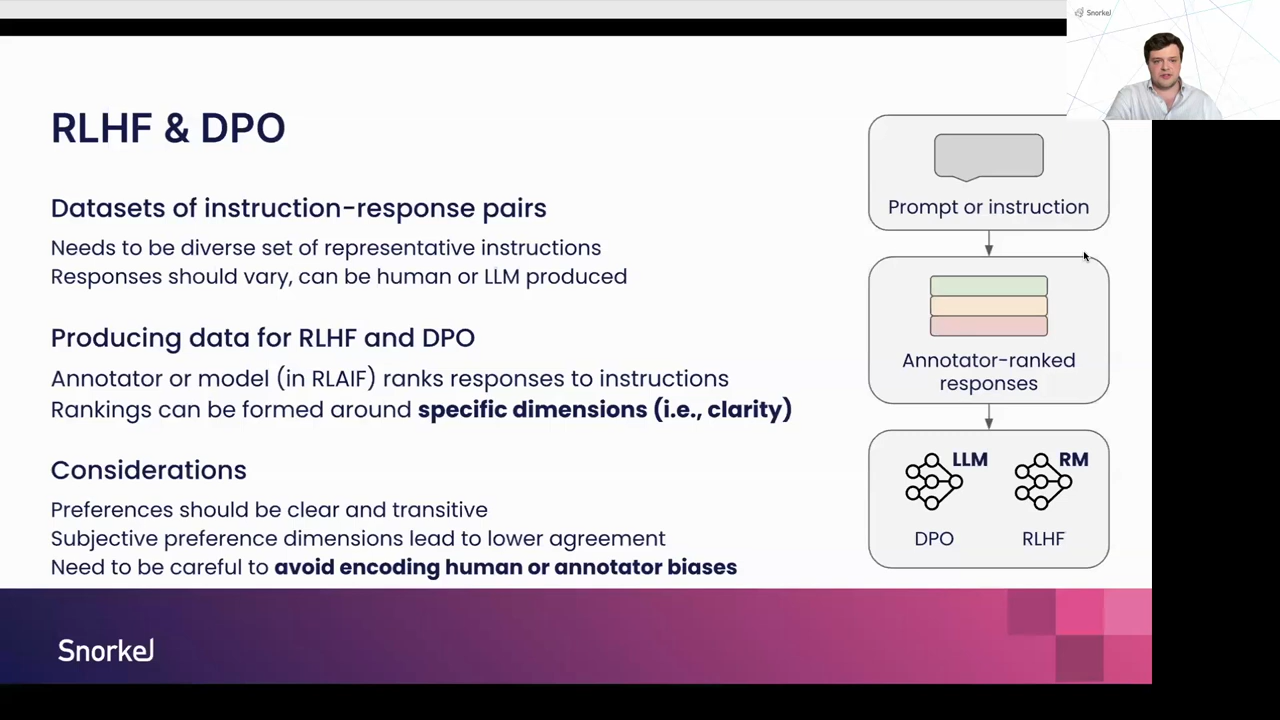 Snorkel
RLHF & DPO
Datasets of instruction-response pairs
Needs to be diverse set of representative instructions
Responses should vary, can be human or LLM produced
Producing data for RLHF and DPO
Annotator or model (in RLAIF) ranks responses to instructions
Rankings can be formed around specific dimensions (i.e., clarity)
Considerations
Preferences should be clear and transitive
Subjective preference dimensions lead to lower agreement
Need to be careful to avoid encoding human or annotator biases
Prompt or instruction
Annotator-ranked
responses
LLM
RM
DPO
RLHF
Snorkel